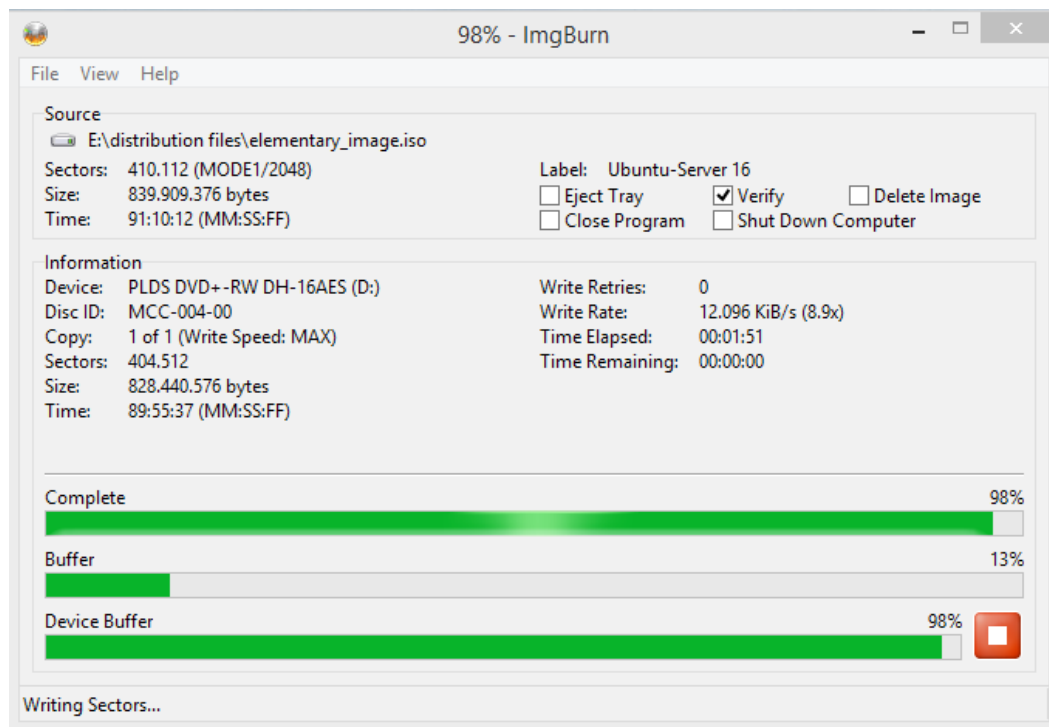 98% - ImgBurn
File View Help
Source
E:\distribution files\elementary_image.iso
Sectors: 410.112 (MODE1/2048) Label: Ubuntu-Server 16
Size: 839.909.376 bytes Eject Tray Verify Delete Image
Time: 91:10:12 (MM:SS:FF) Close Program Shut Down Computer
Information
Device: PLDS DVD+-RW DH-16AES (D:) Write Retries: 0
Disc ID: MCC-004-00 Write Rate: 12.096 KiB/s (8.9x)
Copy: 1 of 1 (Write Speed: MAX) Time Elapsed: 00:01:51
Sectors: 404.512 Time Remaining: 00:00:00
Size: 828.440.576 bytes
Time: 89:55:37 (MM:SS:FF)
Complete 98%
Buffer 13%
Device Buffer 98%
Writing Sectors...